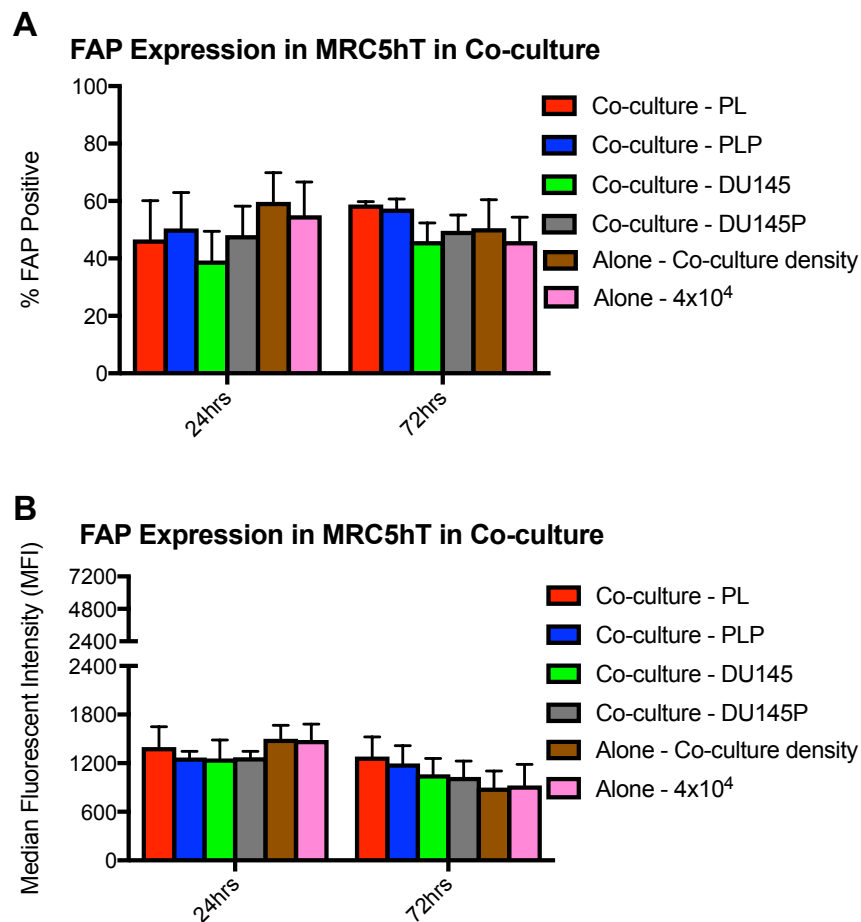 A
FAP Expression in MRC5hT in Co-culture
% FAP Positive
100
80
60
40
20
0
24hrs
72hrs
Co-culture - PL
Co-culture - PLP
Co-culture - DU145
Co-culture - DU145P
Alone - Co-culture density
Alone - 4x10⁴
B
FAP Expression in MRC5hT in Co-culture
Median Fluorescent Intensity (MFI)
7200
4800
2400
2400
1800
1200
600
0
24hrs
72hrs
Co-culture - PL
Co-culture - PLP
Co-culture - DU145
Co-culture - DU145P
Alone - Co-culture density
Alone - 4x10⁴